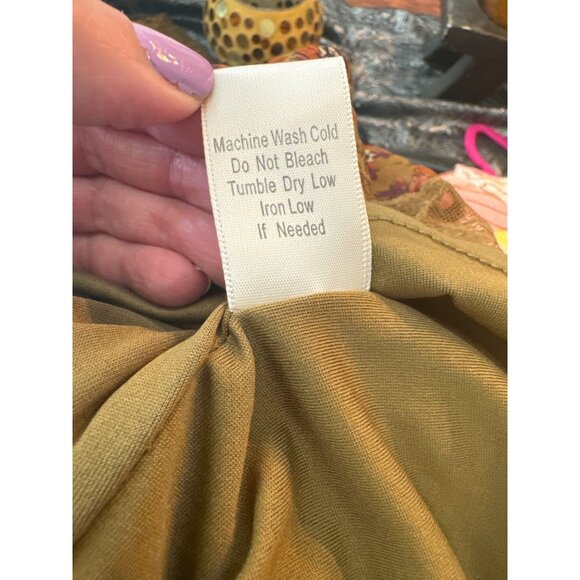 Machine Wash Cold
Do Not Bleach
Tumble Dry Low
Iron Low
If Needed